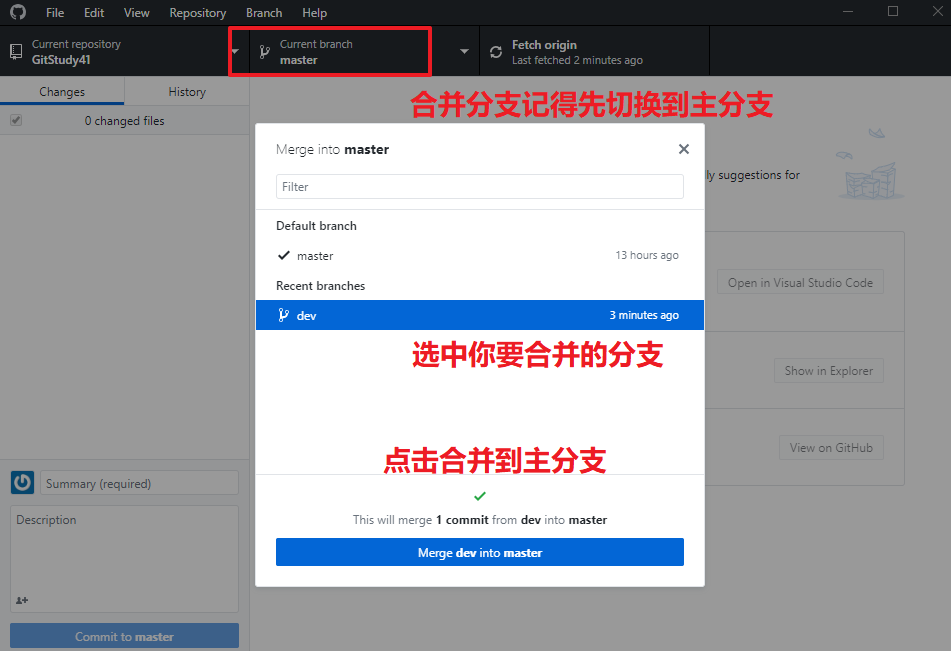 File Edit View Repository Branch Help
Current repository
GitStudy41
Current branch
master
Fetch origin
Last fetched 2 minutes ago
Changes History
0 changed files
合并分支记得先切换到主分支
Merge into master
Filter
ly suggestions for
Default branch
master 13 hours ago
Recent branches
dev 3 minutes ago
Open in Visual Studio Code
选中你要合并的分支
Show in Explorer
View on GitHub
点击合并到主分支
Summary (required)
Description
This will merge 1 commit from dev into master
Merge dev into master
Commit to master